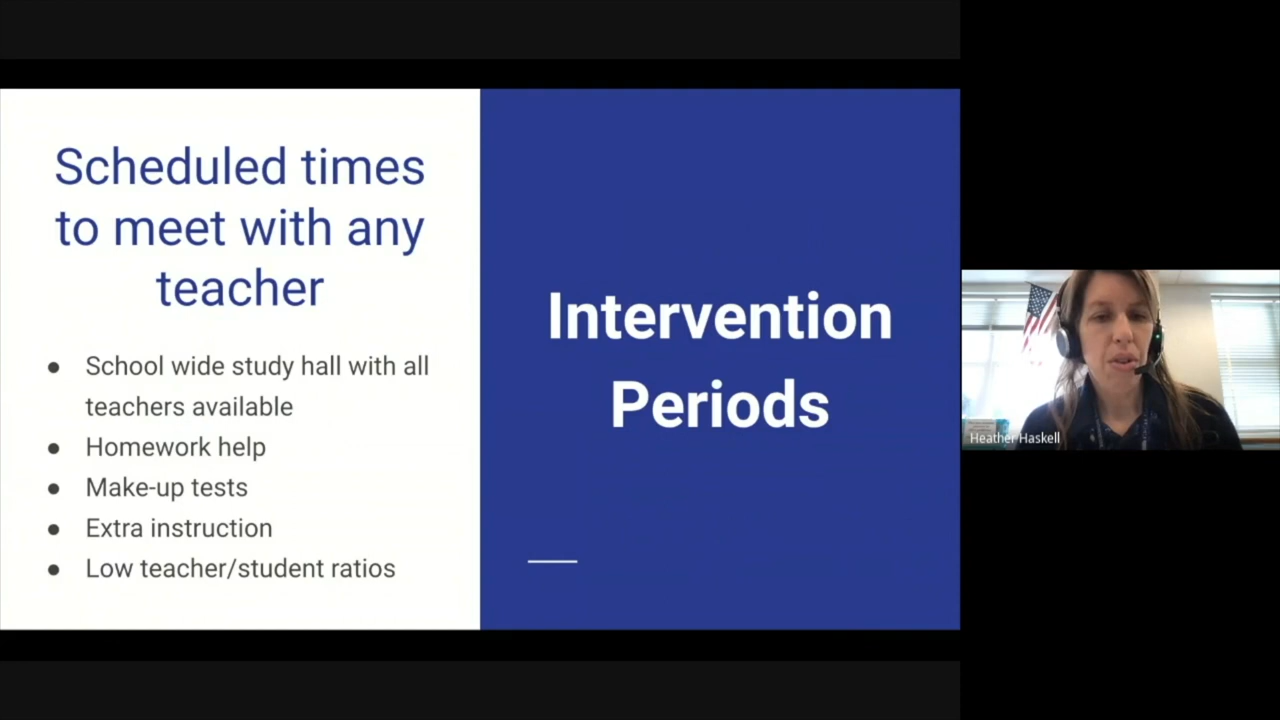 Scheduled times
to meet with any
teacher
● School wide study hall with all
teachers available
● Homework help
● Make-up tests
● Extra instruction
● Low teacher/student ratios
Intervention
Periods
Heather Haskell